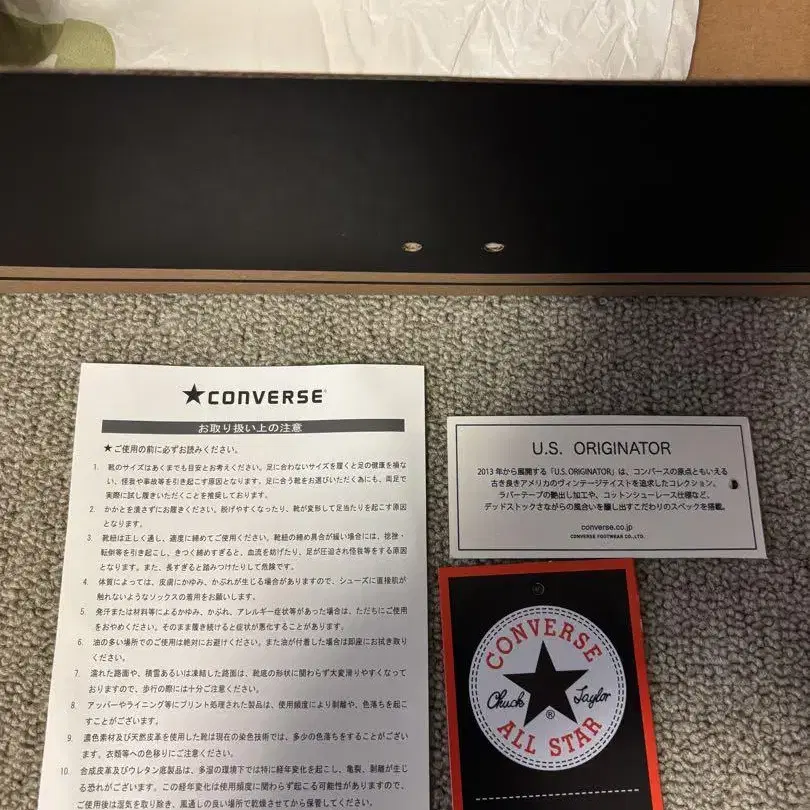 ★CONVERSE®
お取り扱い上の注意
★ご使用の前に必ずお読みください。
1. 靴のサイズはあくまでも目安とお考えください。足に合わないサイズを履くと足の健康を損な
い、怪我や事故等を引き起こす原因となります。足に合う靴をお選びいただく為にも、両足で
実際に試し履きいただくことを推奨しております。
2. かかとを潰さずにお履きください。脱げやすくなったり、靴が変形して足当たりを起こす原因
となります。
3. 靴紐は正しく通し、適度に締めてご使用ください。靴紐の締め具合が緩い場合には、捻挫・
転倒等を引き起こし、きつく締めすぎると、血流を妨げたり、足が圧迫され怪我等をする原因
となります。また、長すぎると踏みつけたりして危険です。
4. 体質によっては、皮膚にかゆみ、かぶれが生じる場合がありますので、シューズに直接肌が
触れないようなソックスの着用をお願いします。
5. 発汗または材料等によるかゆみ、かぶれ、アレルギー症状等があった場合は、ただちにご使用
をおやめください。そのまま履き続けると症状が悪化することがあります。
6. 油の多い場所でのご使用は絶対にお避けください。また油が付着した場合は即座にお拭き取り
ください。
7. 濡れた路面や、積雪あるいは凍結した路面は、靴底の形状に関わらず大変滑りやすくなって
おりますので、歩行の際には十分ご注意ください。
8. アッパーやライニング等にプリント処理された製品は、使用頻度により剥離や、色落ちを起こ
すことがございます。
9. 濃色素材及び天然皮革を使用した靴は現在の染色技術では、多少の色落ちをすることがござい
ます、衣類等への色移りにご注意ください。
10. 合成皮革及びウレタン底製品は、多湿の環境下では特に経年変化を起こし、亀裂、剥離が生じ
る恐れがございます。この経年変化は使用頻度に関わらず起こる可能性がありますので、
ご使用後は湿気を取り除き、風通しの良い場所で乾燥させてから保管してください。
U.S. ORIGINATOR
2013年から展開する「U.S. ORIGINATOR」は、コンバースの原点ともいえる
古き良きアメリカのヴィンテージテイストを追求したコレクション。
ラバーテープの艶出し加工や、コットンシューレース仕様など、
デッドストックさながらの風合いを醸し出すこだわりのスペックを搭載。
converse.co.jp
CONVERSE FOOTWEAR CO.,LTD.
CONVERSE
Chuck Taylor
®
ALL STAR